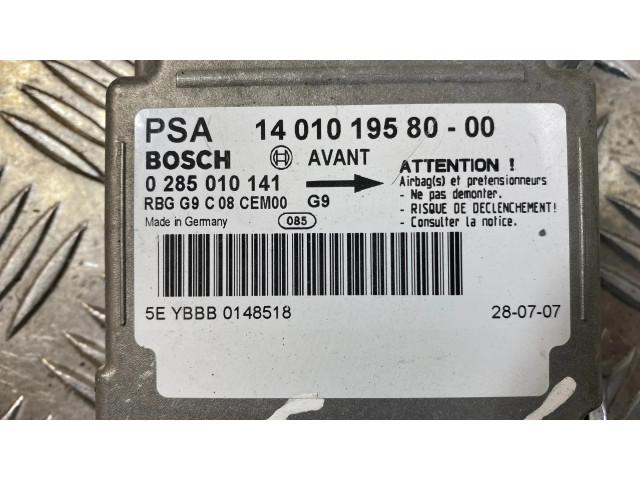 PSA 14 010 195 80 - 00
BOSCH AVANT
0 285 010 141
RBG G9 C 08 CEM00 G9
Made in Germany 085
ATTENTION !
Airbag(s) et pretensionneurs
- Ne pas demonter.
- RISQUE DE DECLENCHEMENT!
- Consulter la notice.
5E YBBB 0148518 28-07-07